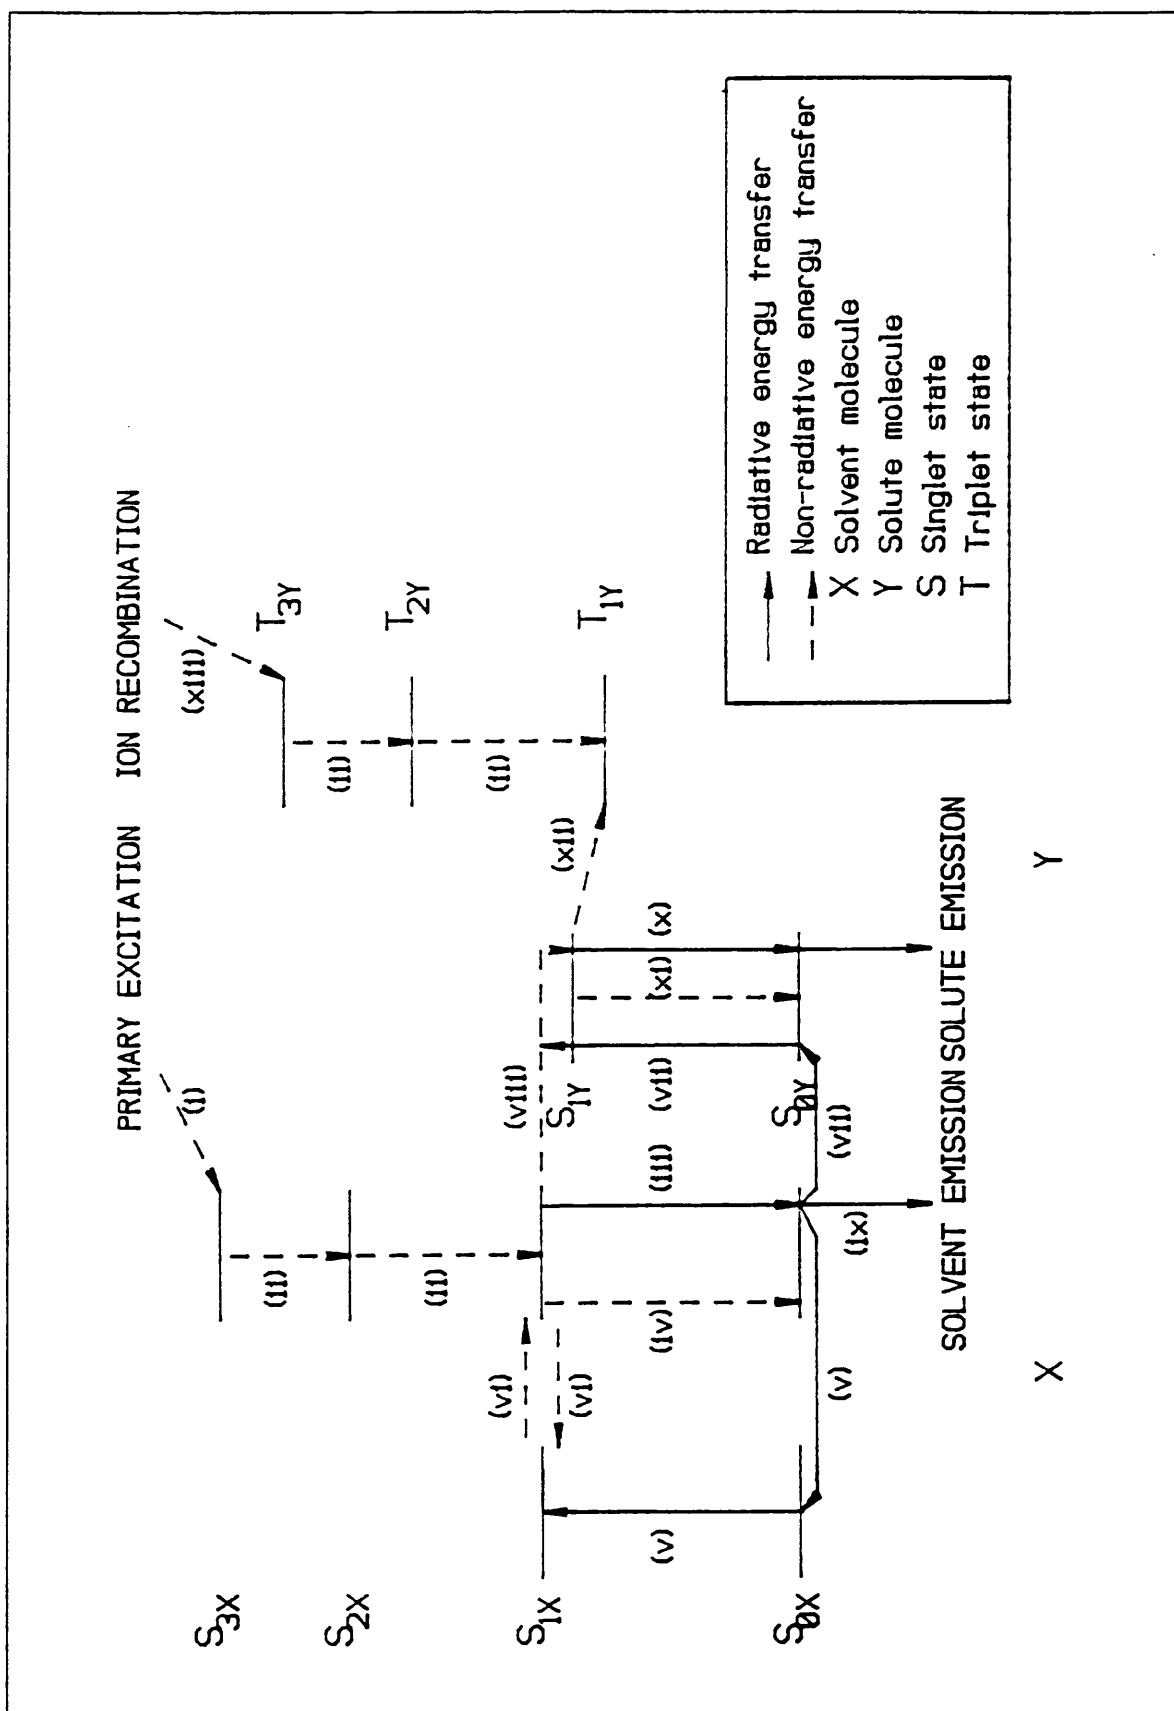 PRIMARY EXCITATION ION RECOMBINATION
(i)
(xiii)
S3X
T3Y
(ii)
(ii)
S2X
T2Y
(ii)
(ii)
(vi)
(viii)
(xii)
S1X
S1Y
T1Y
(vi)
(v)
(iv)
(iii)
(vii)
(xi)
(x)
S0X
S0Y
(v)
(ix)
(vii)
SOLVENT EMISSION SOLUTE EMISSION
X
Y
Radiative energy transfer
Non-radiative energy transfer
X Solvent molecule
Y Solute molecule
S Singlet state
T Triplet state